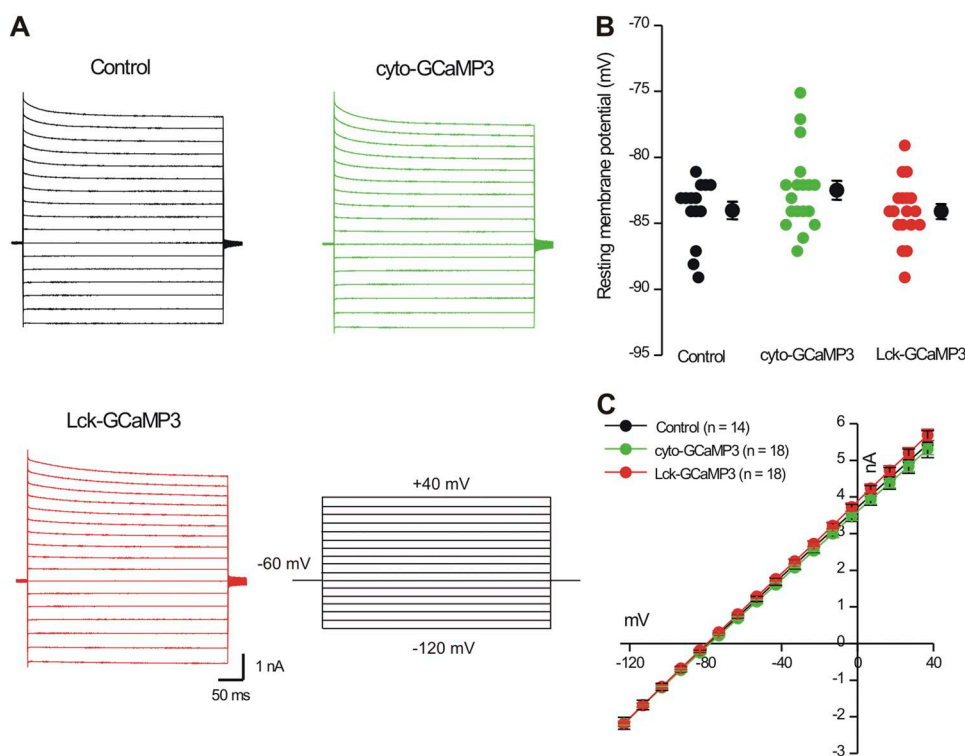 A
Control
cyto-GCaMP3
Lck-GCaMP3
+40 mV
-60 mV
-120 mV
1 nA
50 ms
B
Resting membrane potential (mV)
-70
-75
-80
-85
-90
-95
Control
cyto-GCaMP3
Lck-GCaMP3
C
Control (n = 14)
cyto-GCaMP3 (n = 18)
Lck-GCaMP3 (n = 18)
nA
6
5
4
3
2
1
0
-1
-2
-3
mV
-120
-80
-40
0
40